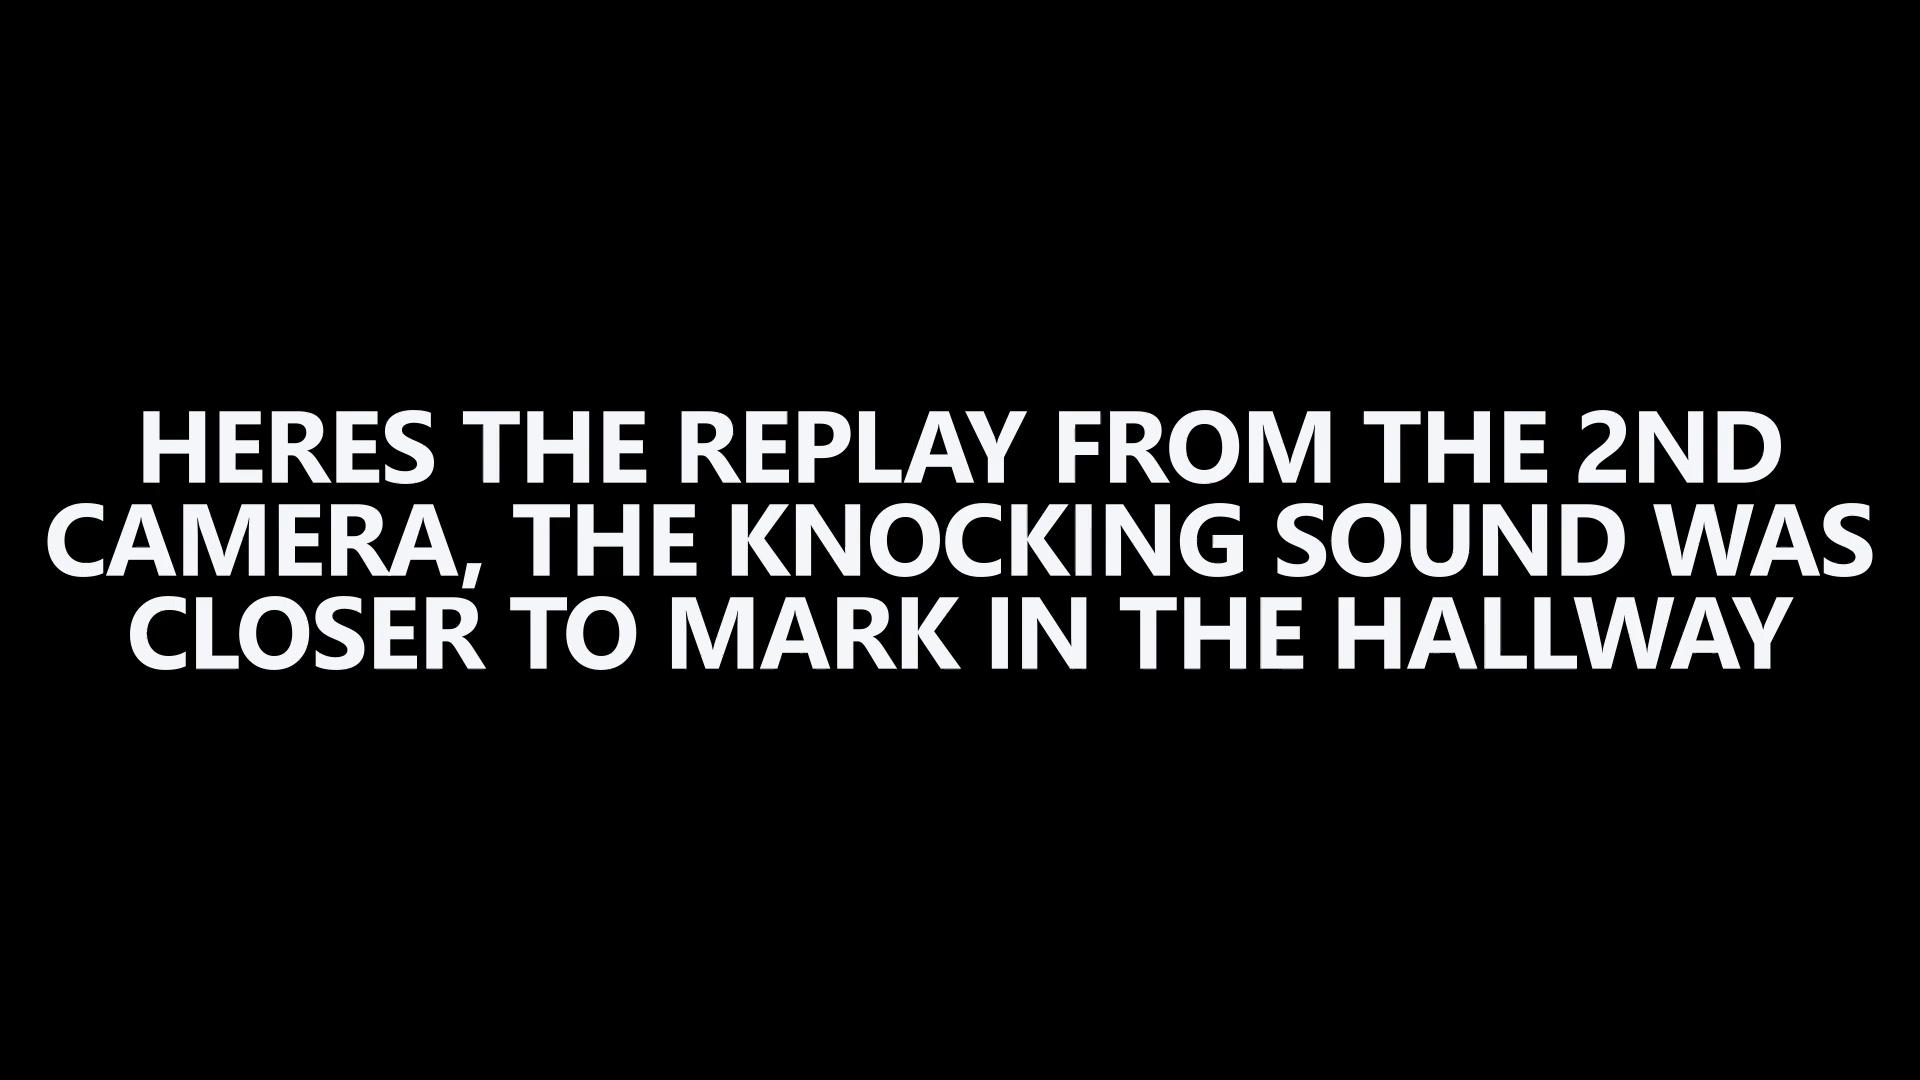 HERES THE REPLAY FROM THE 2ND
CAMERA, THE KNOCKING SOUND WAS
CLOSER TO MARK IN THE HALLWAY